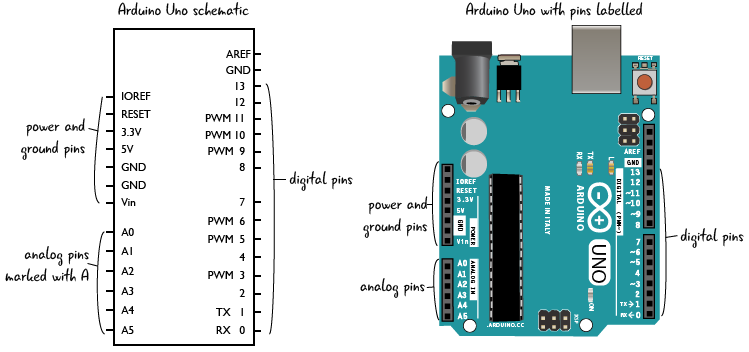 Arduino Uno schematic
AREF
GND
13
12
PWM 11
PWM 10
PWM 9
8
7
PWM 6
PWM 5
4
PWM 3
2
TX 1
RX 0
IOREF
RESET
3.3V
5V
GND
GND
Vin
A0
A1
A2
A3
A4
A5
power and
ground pins
analog pins
marked with A
digital pins
Arduino Uno with pins labelled
RESET
AREF
GND
13
12
~11
~10
~9
8
7
~6
~5
4
~3
2
TX→1
RX←0
DIGITAL (PWM~)
RX
TX
L
IOREF
RESET
3.3V
5V
GND
Vin
POWER
A0
A1
A2
A3
A4
A5
ANALOG IN
MADE IN ITALY
ARDUINO
UNO
ON
ICSP
ARDUINO.CC
power and
ground pins
analog pins
digital pins